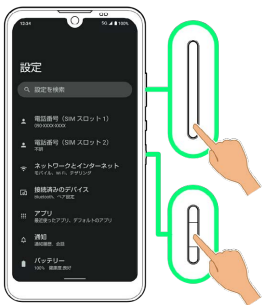 12:34 5G 100%
設定
設定を検索
電話番号（SIM スロット 1）
090-XXXX-XXXX
電話番号（SIM スロット 2）
不明
ネットワークとインターネット
モバイル、Wi-Fi、テザリング
接続済みのデバイス
Bluetooth、ペア設定
アプリ
最近使ったアプリ、デフォルトのアプリ
通知
通知履歴、会話
バッテリー
100%